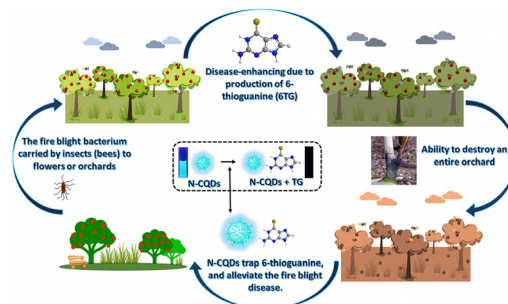 Disease-enhancing due to
production of 6-
thioguanine (6TG)
The fire blight bacterium
carried by insects (bees) to
flowers or orchards
Ability to destroy an
entire orchard
N-CQDs
N-CQDs + TG
N-CQDs trap 6-thioguanine,
and alleviate the fire blight
disease.